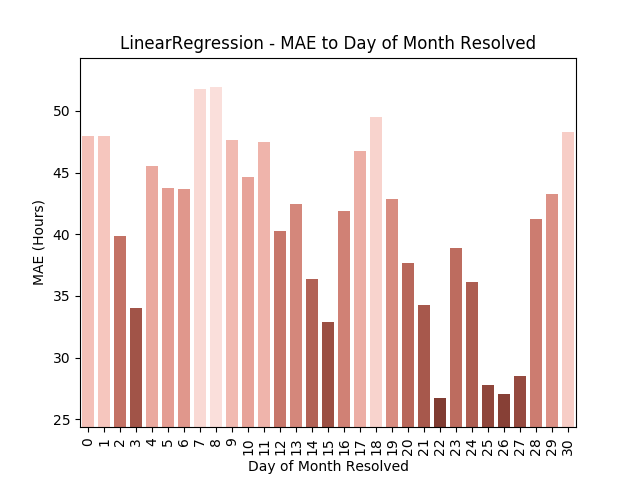 LinearRegression - MAE to Day of Month Resolved
MAE (Hours)
50
45
40
35
30
25
0 1 2 3 4 5 6 7 8 9 10 11 12 13 14 15 16 17 18 19 20 21 22 23 24 25 26 27 28 29 30
Day of Month Resolved